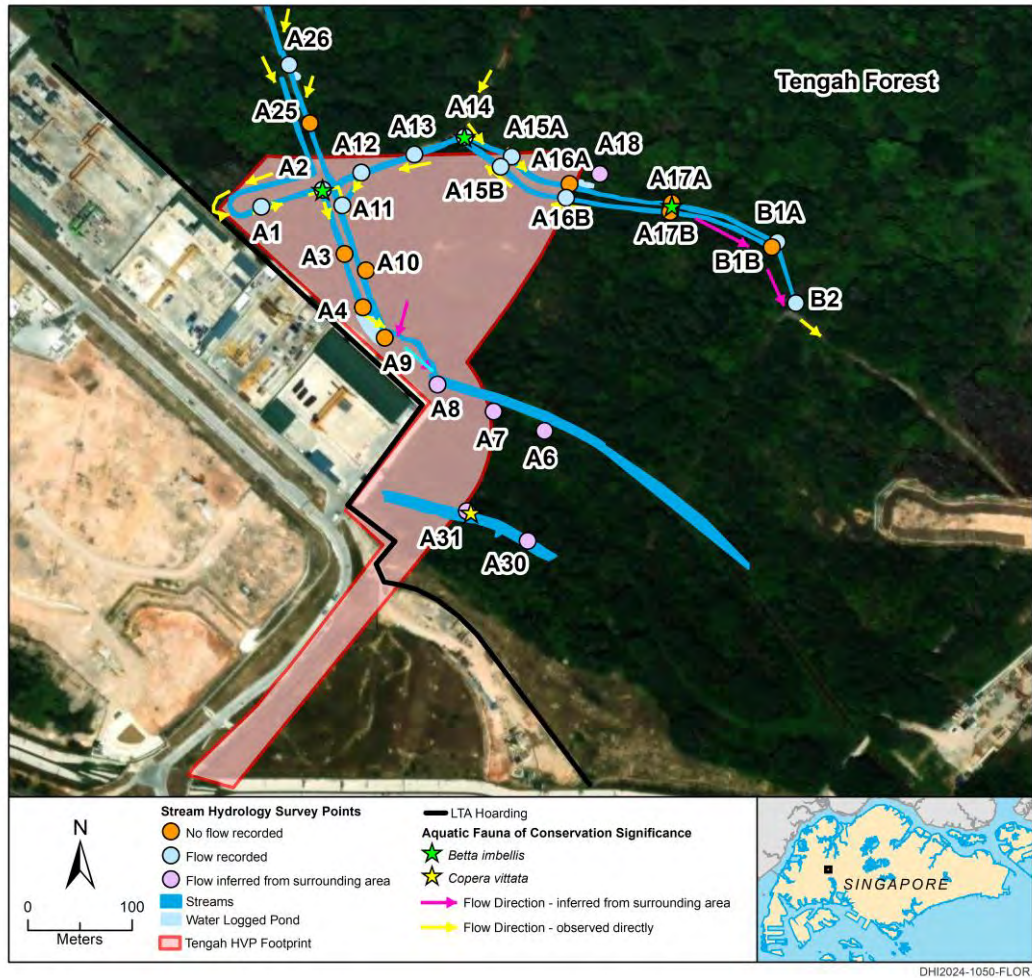 A26
Tengah Forest
A25
A14
A13
A15A
A12
A18
A16A
A2
A15B
A17A
A1
A11
A16B
B1A
A17B
B1B
A3
A10
B2
A4
A9
A8
A7
A6
A31
A30
N
0 100
Meters
Stream Hydrology Survey Points
No flow recorded
Flow recorded
Flow inferred from surrounding area
Streams
Water Logged Pond
Tengah HVP Footprint
LTA Hoarding
Aquatic Fauna of Conservation Significance
Betta imbellis
Copera vittata
Flow Direction - inferred from surrounding area
Flow Direction - observed directly
SINGAPORE
DHI2024-1050-FLOR